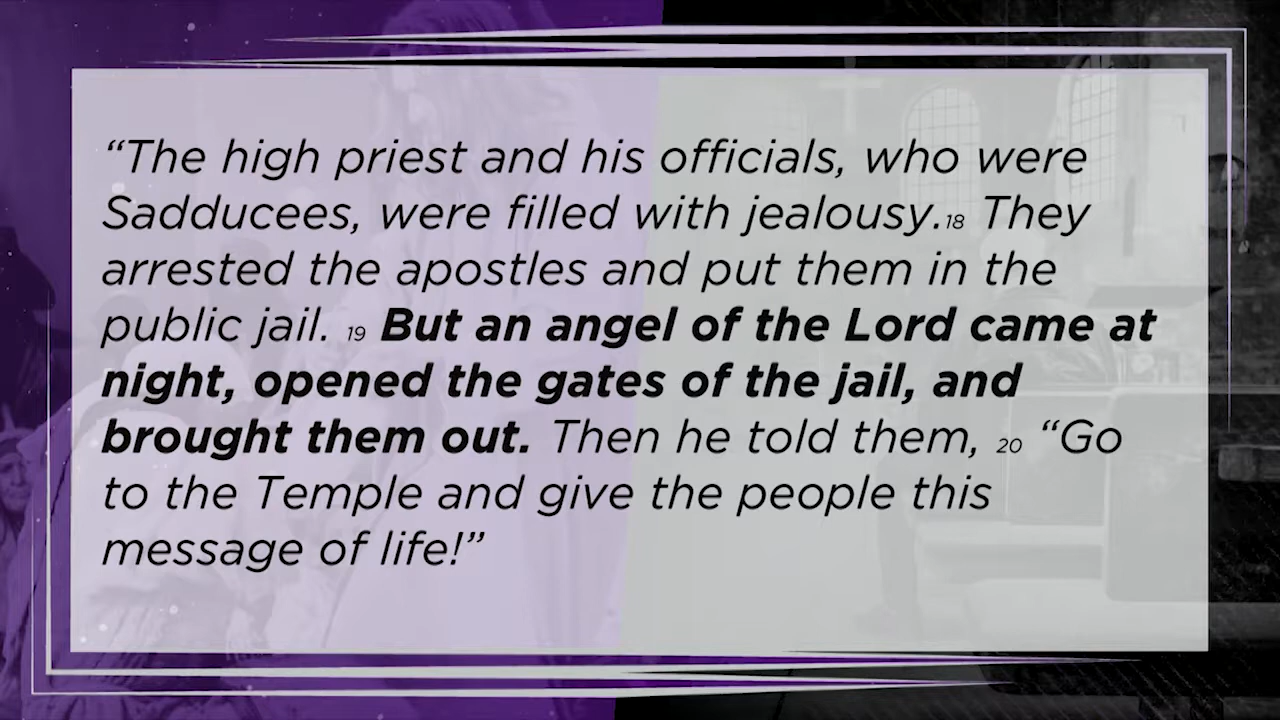 “The high priest and his officials, who were
Sadducees, were filled with jealousy.18 They
arrested the apostles and put them in the
public jail. 19 But an angel of the Lord came at
night, opened the gates of the jail, and
brought them out. Then he told them, 20 “Go
to the Temple and give the people this
message of life!”